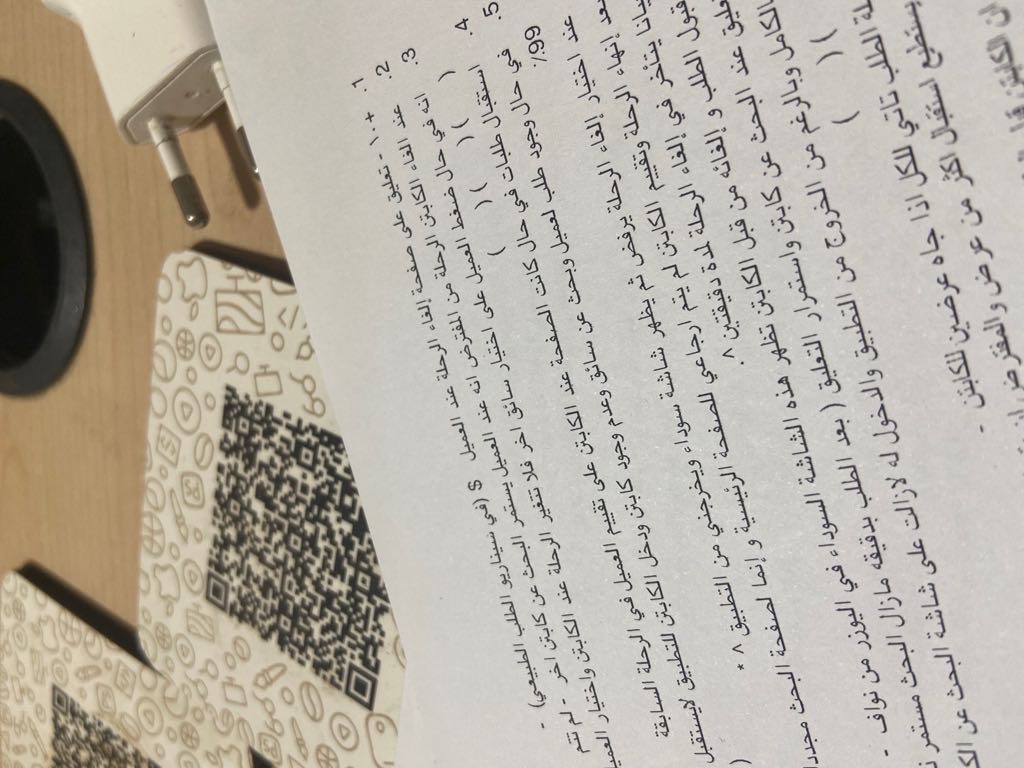 1. +١٠ - تعليق على صفحة إلغاء الرحلة عند العميل $ (في سيناريو الطلب الطبيعي) -
2. عند الغاء الكابتن الرحلة من المفترض انه عند العميل يستمر البحث عن كابتن اخر - لم تتم
3. انه في حال ضغط العميل على اختيار سائق اخر فلا تتغير الرحلة عند الكابتن واختيار العميل
( )( )( )
4. استقبال طلبات في حال كانت الصفحة عند الكابتن على تقييم العميل في الرحلة السابقة
5. في حال وجود طلب لعميل وبحث عن سائق وعدم وجود كابتن ودخل الكابتن للتطبيق لايستقبل
99٪
عند اختيار إلغاء الرحلة يرفض ثم يظهر شاشة سوداء ويخرجني من التطبيق ٨ * (
بعد إنهاء الرحلة وتقييم الكابتن لم يتم ارجاعي للصفحة الرئيسية و إنما لصفحة البحث مجددا
يتأخر في إلغاء الرحلة لمدة دقيقتين ٨.
قبول الطلب و إلغائه من قبل الكابتن تظهر هذه الشاشة السوداء في اليوزر من نواف -
تعليق عند البحث عن كابتن واستمرار التعليق ( بعد الطلب بدقيقه مازال البحث مستمر
بالكامل وبالرغم من الخروج من التطبيق والدخول له لازالت على شاشة البحث عن
( )(
الطلب تاتي للكل اذا جاه عرضين للكابتن -
يستطيع استقبال اكثر من عرض والمفترض
ان الكابتن